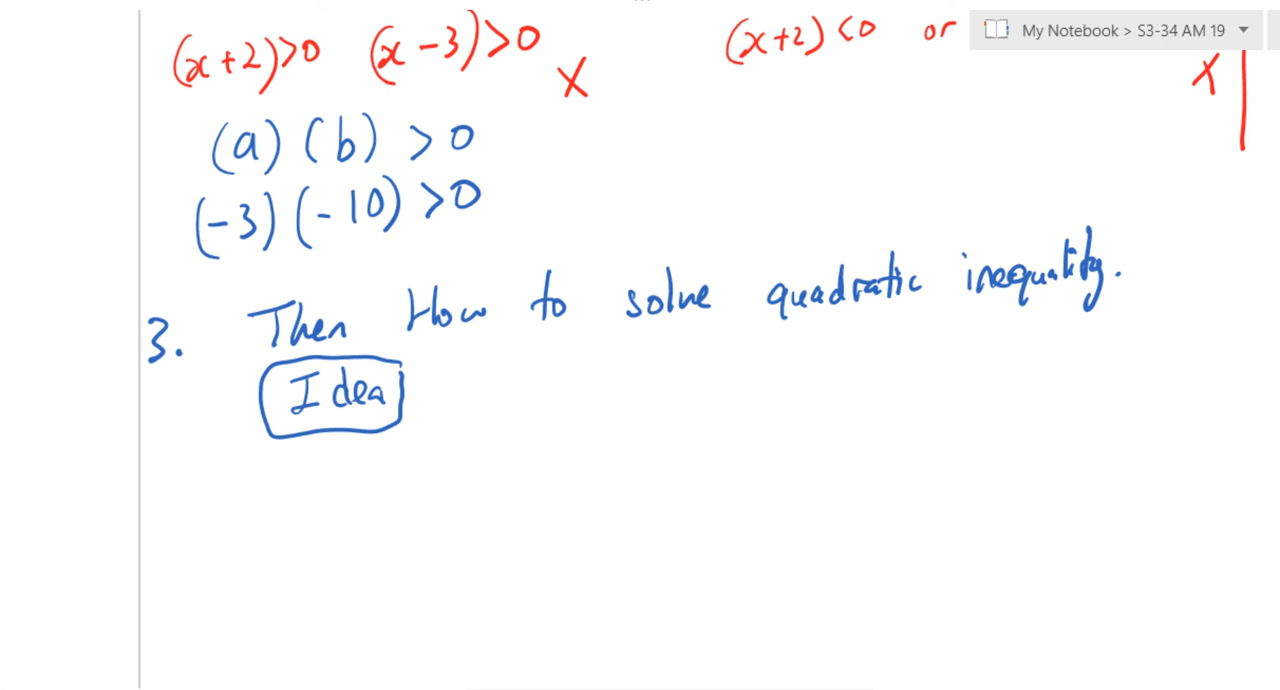 (x+2)>0 (x-3)>0 X
(x+2)<0 or X
My Notebook > S3-34 AM 19
(a)(b) >0
(-3)(-10)>0
3. Then How to solve quadratic inequality.
Idea